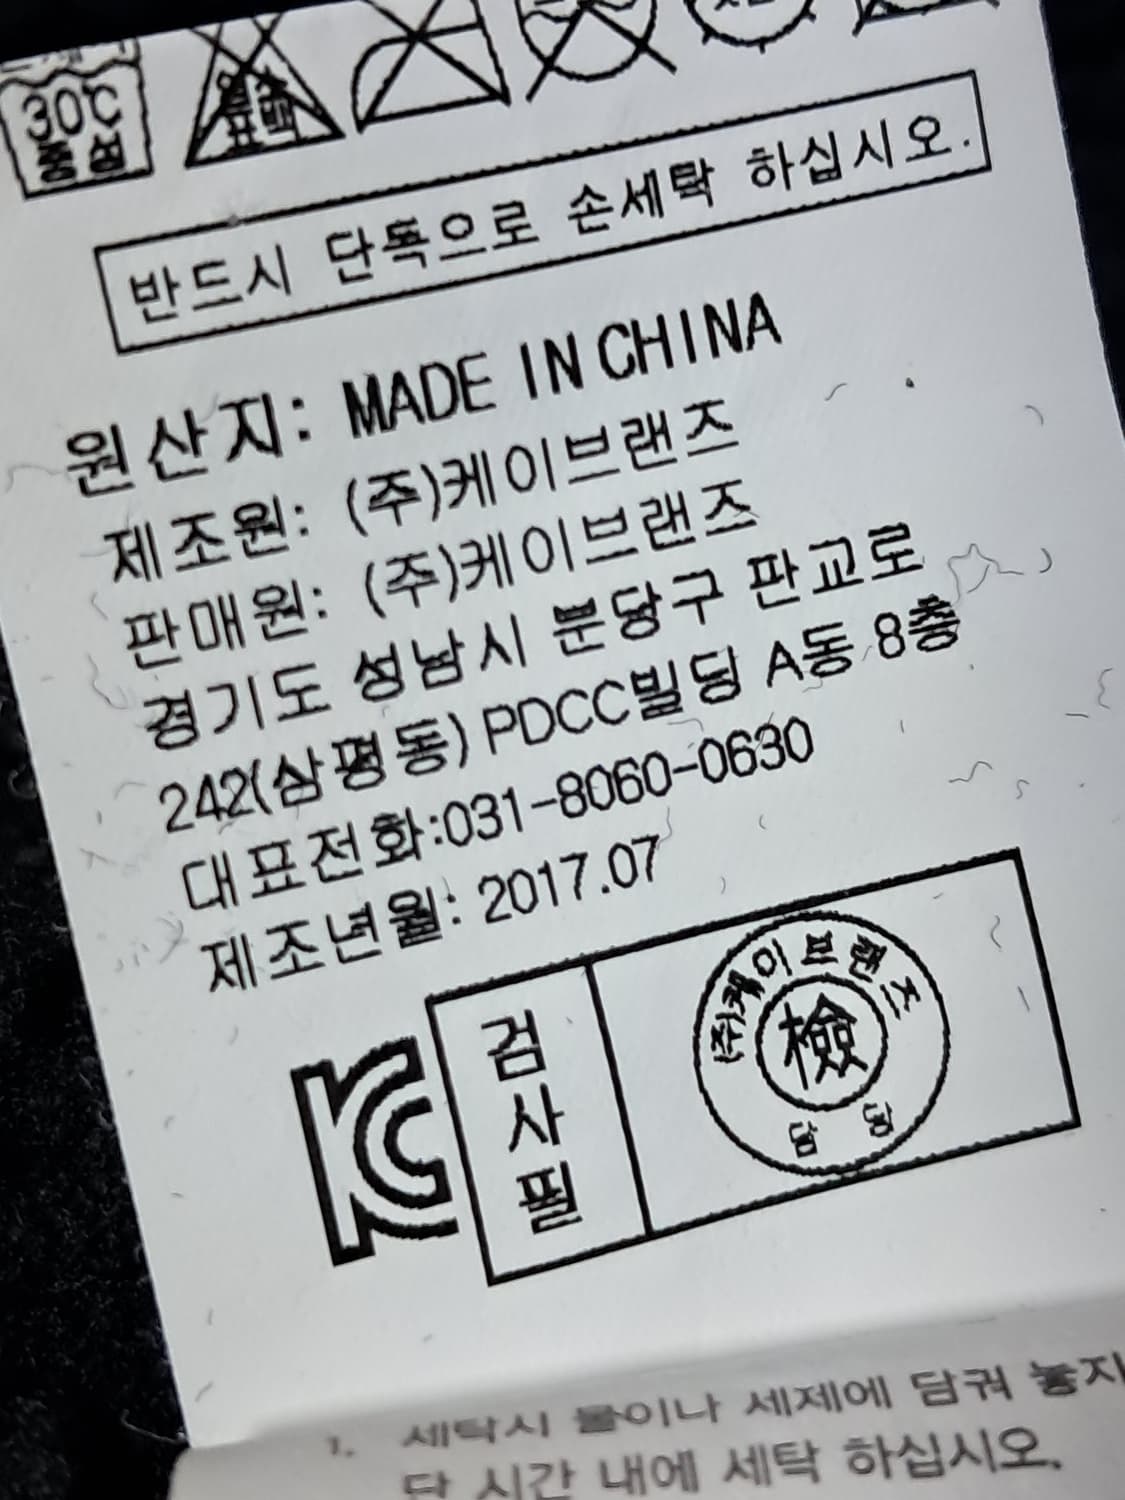 30℃
중성
염소
표백
반드시 단독으로 손세탁 하십시오.
원산지: MADE IN CHINA
제조원: (주)케이브랜즈
판매원: (주)케이브랜즈
경기도 성남시 분당구 판교로
242(삼평동) PDCC빌딩 A동 8층
대표전화:031-8060-0630
제조년월: 2017.07
KC
검사필
(주)케이브랜즈
檢
담당
1. 세탁시 물이나 세제에 담궈 놓지
단 시간 내에 세탁 하십시오.